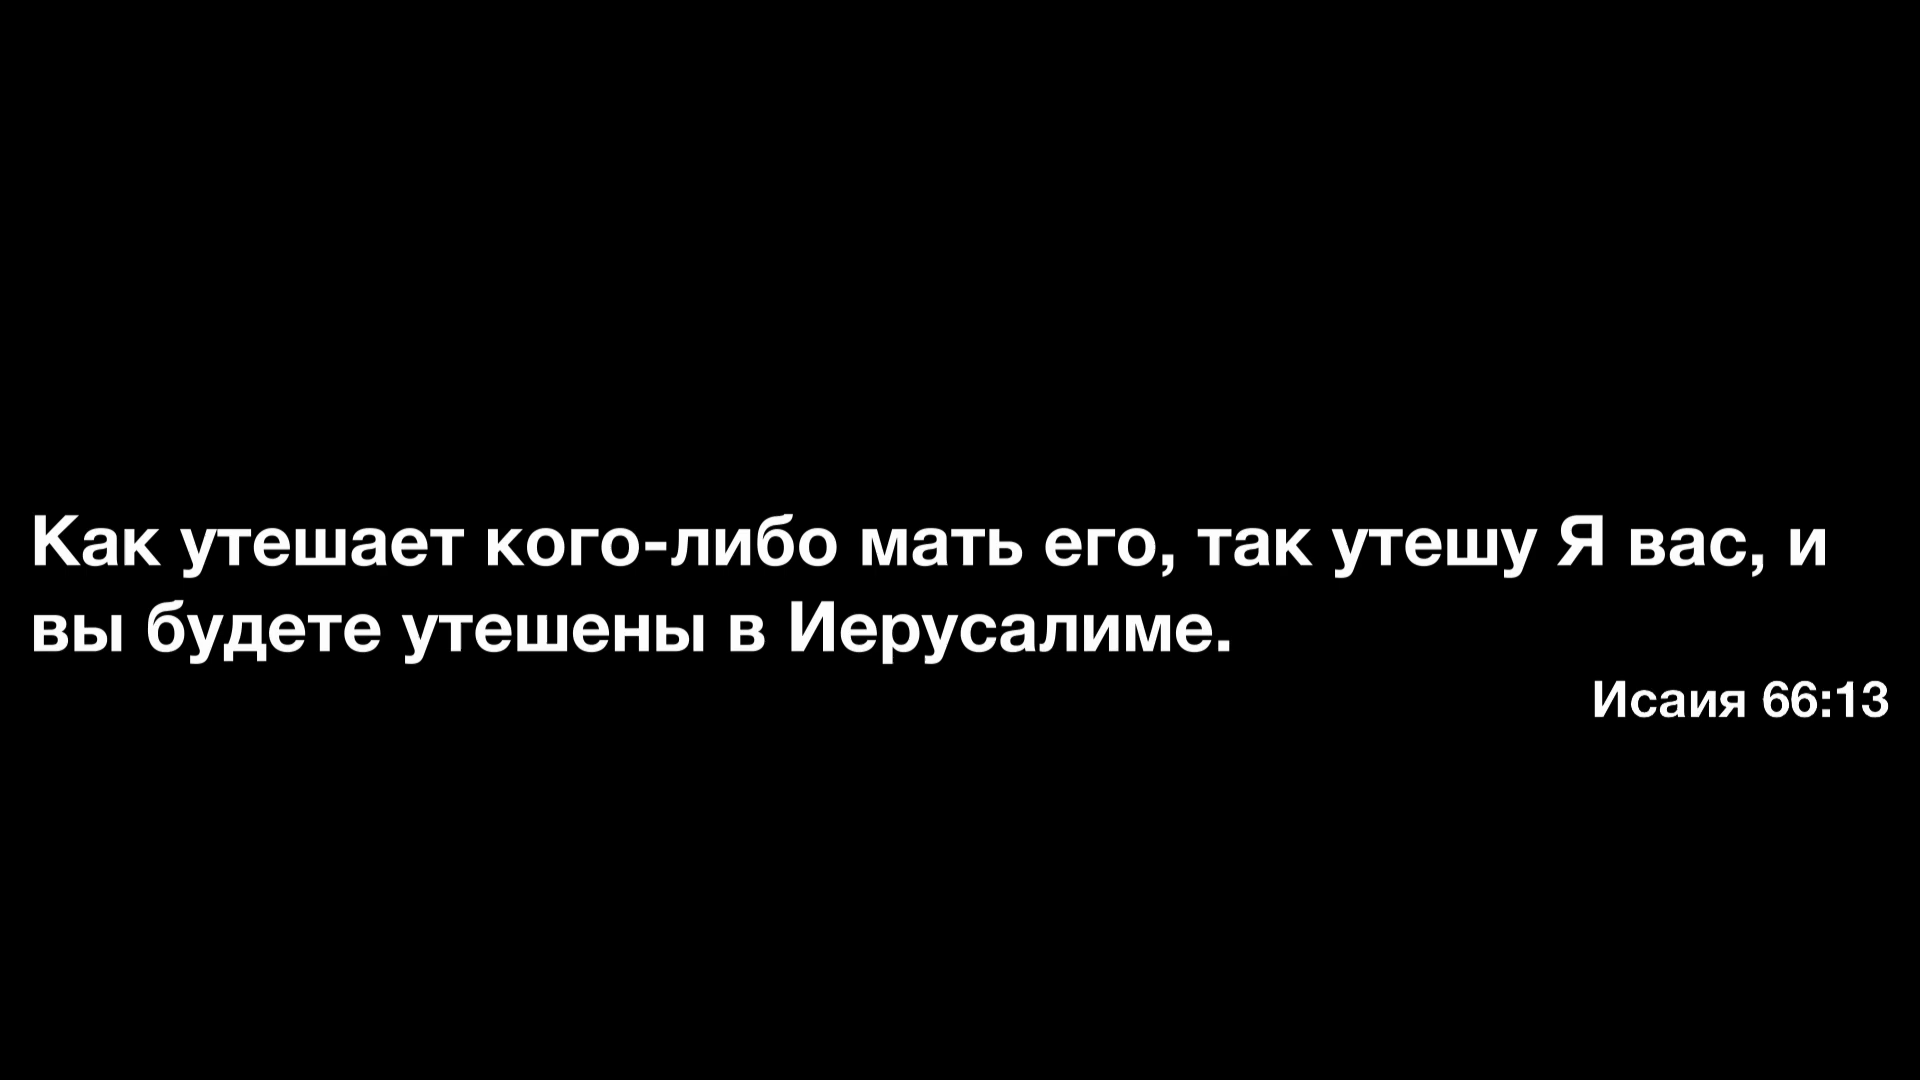 Как утешает кого-либо мать его, так утешу Я вас, и
вы будете утешены в Иерусалиме.
Исаия 66:13